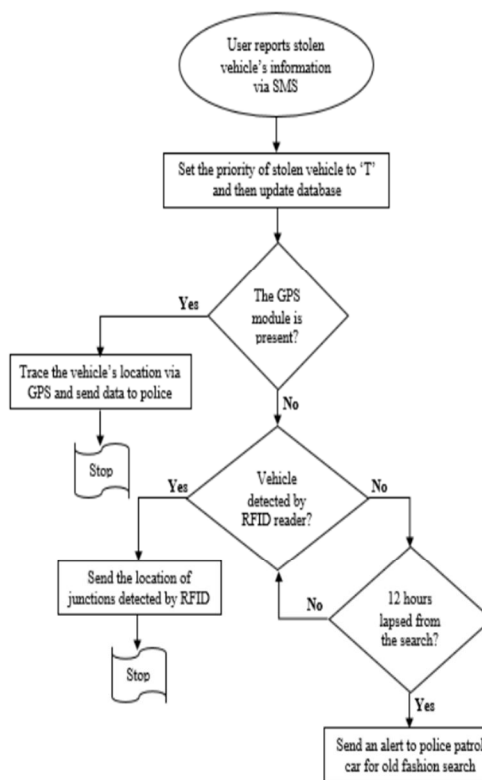 User reports stolen
vehicle's information
via SMS
Set the priority of stolen vehicle to 'T'
and then update database
Yes
The GPS
module is
present?
Trace the vehicle's location via
GPS and send data to police
No
Stop
Yes
Vehicle
detected by
RFID reader?
No
Send the location of
junctions detected by RFID
No
12 hours
lapsed from
the search?
Stop
Yes
Send an alert to police patrol
car for old fashion search